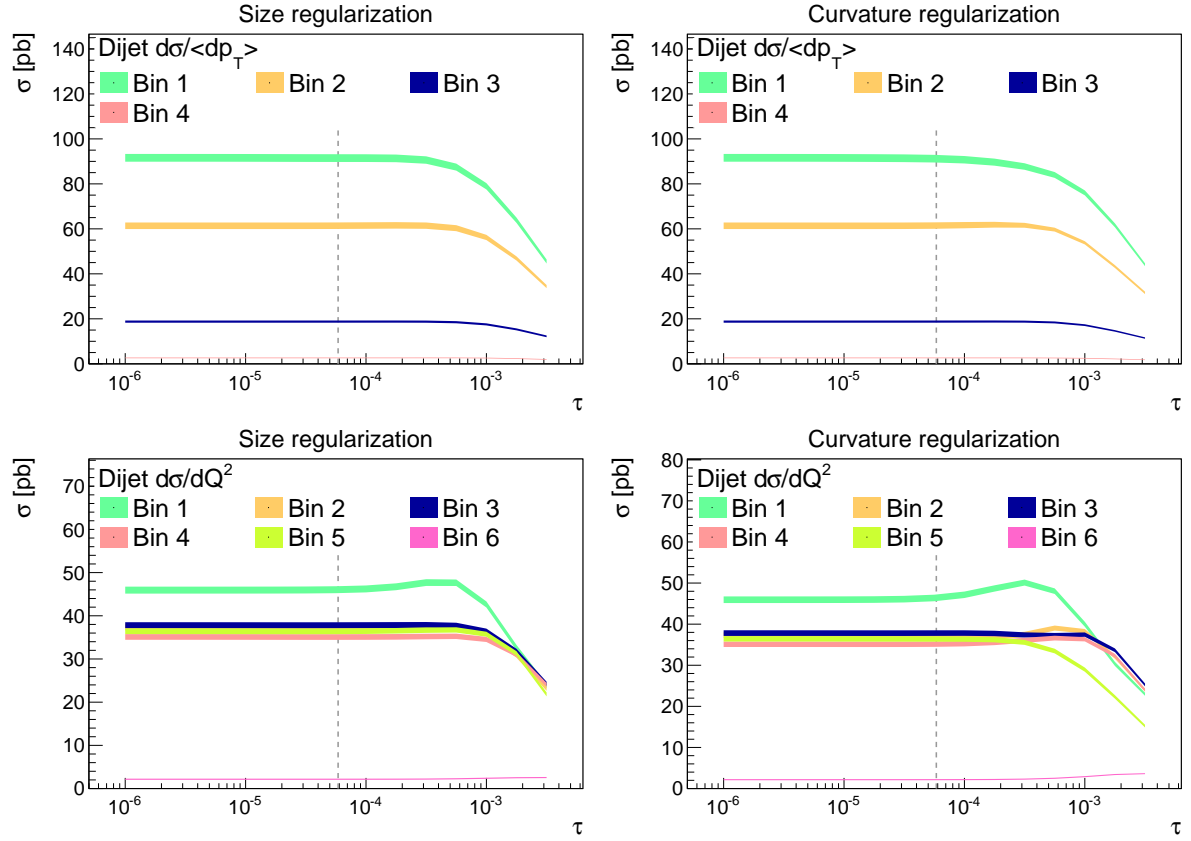 Size regularization
σ [pb]
140
120
100
80
60
40
20
0
Dijet dσ/<dp_T>
Bin 1 Bin 2 Bin 3
Bin 4
10^-6 10^-5 10^-4 10^-3
τ
Curvature regularization
σ [pb]
140
120
100
80
60
40
20
0
Dijet dσ/<dp_T>
Bin 1 Bin 2 Bin 3
Bin 4
10^-6 10^-5 10^-4 10^-3
τ
Size regularization
σ [pb]
70
60
50
40
30
20
10
0
Dijet dσ/dQ^2
Bin 1 Bin 2 Bin 3
Bin 4 Bin 5 Bin 6
10^-6 10^-5 10^-4 10^-3
τ
Curvature regularization
σ [pb]
80
70
60
50
40
30
20
10
0
Dijet dσ/dQ^2
Bin 1 Bin 2 Bin 3
Bin 4 Bin 5 Bin 6
10^-6 10^-5 10^-4 10^-3
τ